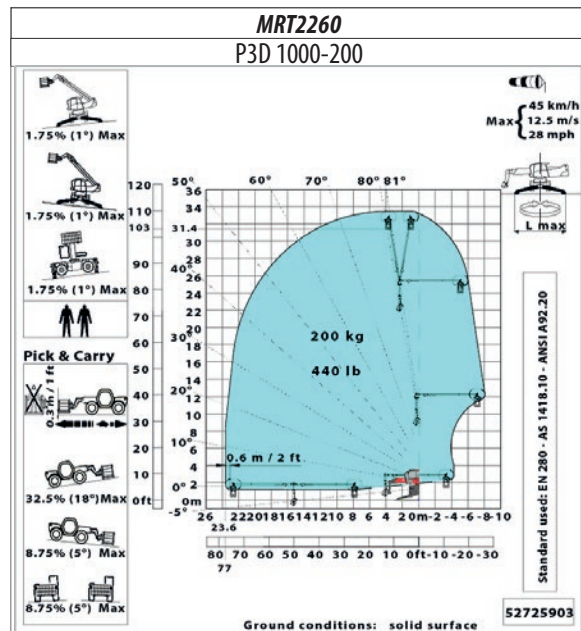 MRT2260
P3D 1000-200
1.75% (1°) Max
1.75% (1°) Max
1.75% (1°) Max
Pick & Carry
0.3 m / 1 ft
32.5% (18°) Max
8.75% (5°) Max
8.75% (5°) Max
Max { 45 km/h
12.5 m/s
28 mph
L max
50° 60° 70° 80° 81°
40°
30°
20°
10°
0°
-5°
120
110
103
90
80
70
60
50
40
30
20
10
0ft
36
34
31.4
28
26
24
22
20
18
16
14
12
10
8
6
4
2
0m
200 kg
440 lb
0.6 m / 2 ft
26 22 20 18 16 14 12 10 8 6 4 2 0m -2 -4 -6 -8 -10
23.6
80 70 60 50 40 30 20 10 0ft -10 -20 -30
77
Standard used: EN 280 - AS 1418.10 - ANSI A92.20
52725903
Ground conditions: solid surface